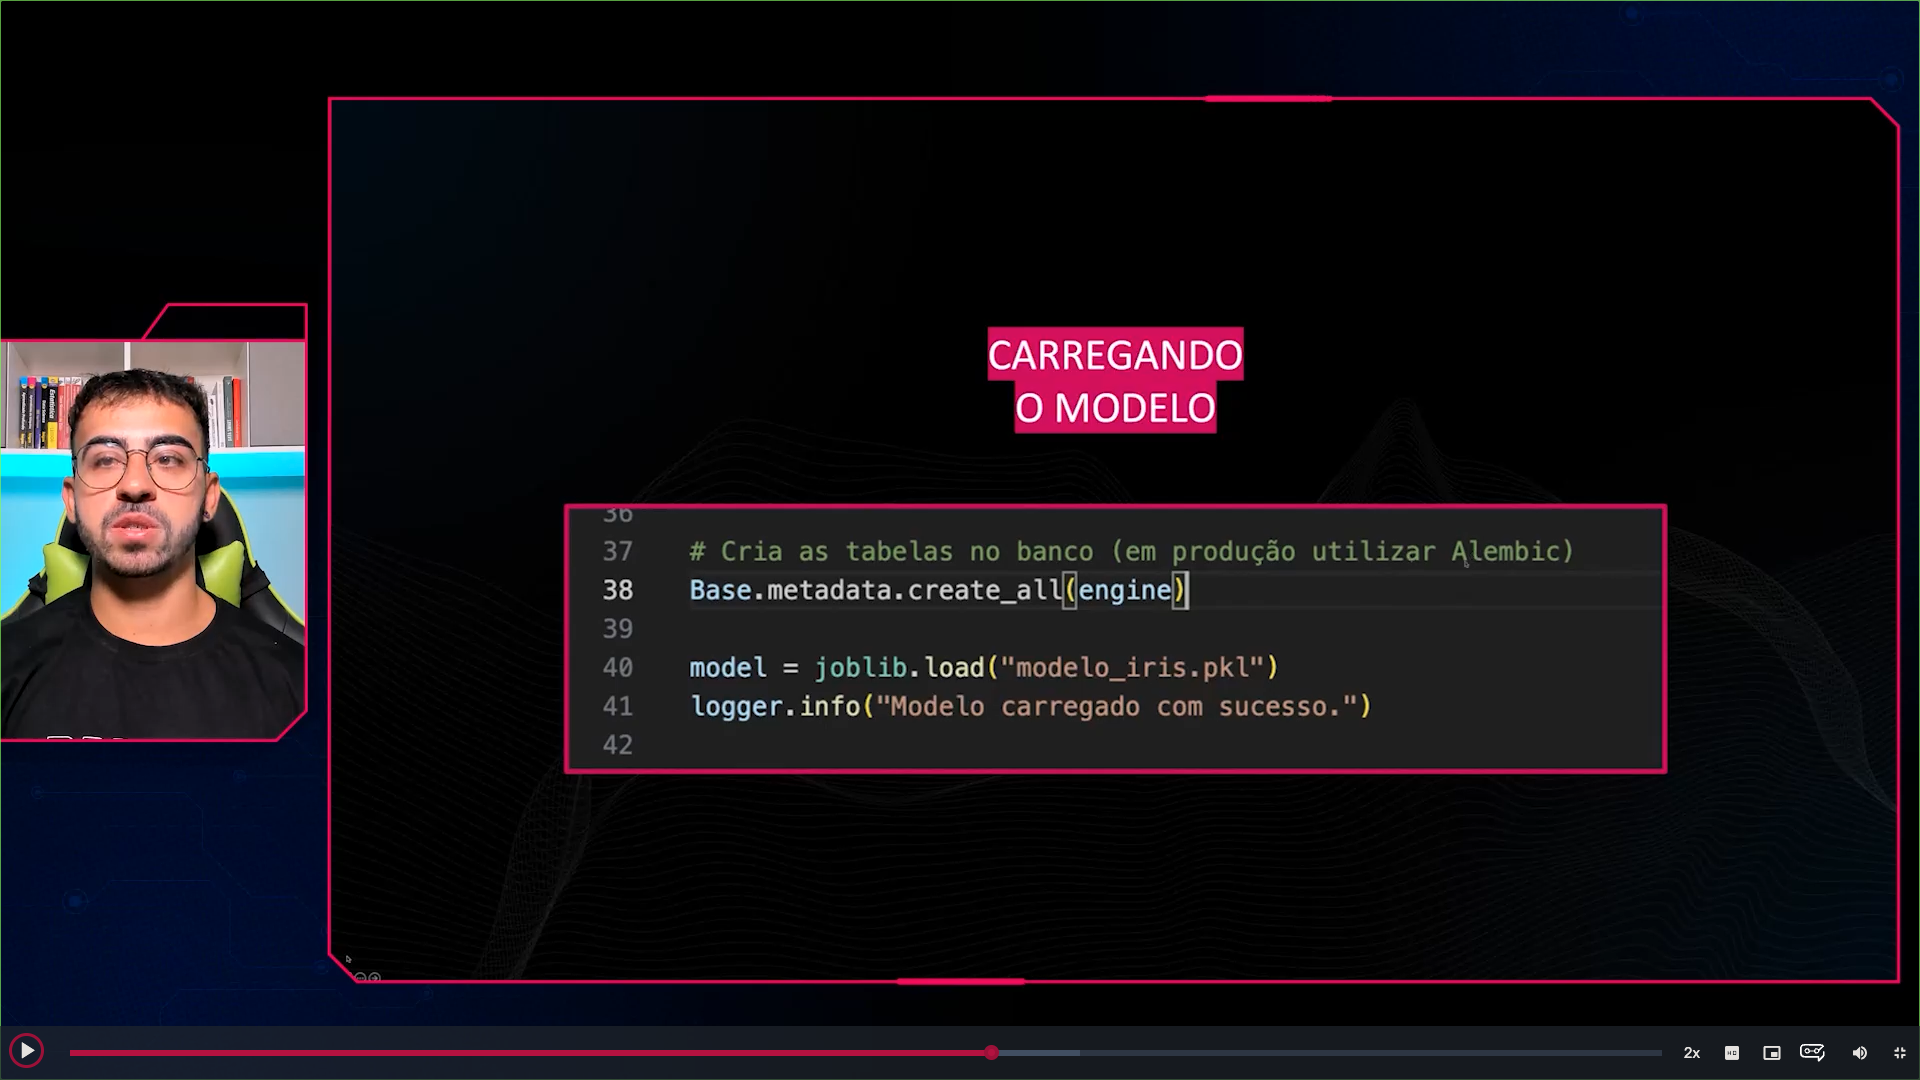 CARREGANDO
O MODELO
36
37 # Cria as tabelas no banco (em produção utilizar Alembic)
38 Base.metadata.create_all(engine)
39
40 model = joblib.load("modelo_iris.pkl")
41 logger.info("Modelo carregado com sucesso.")
42
2x
HD